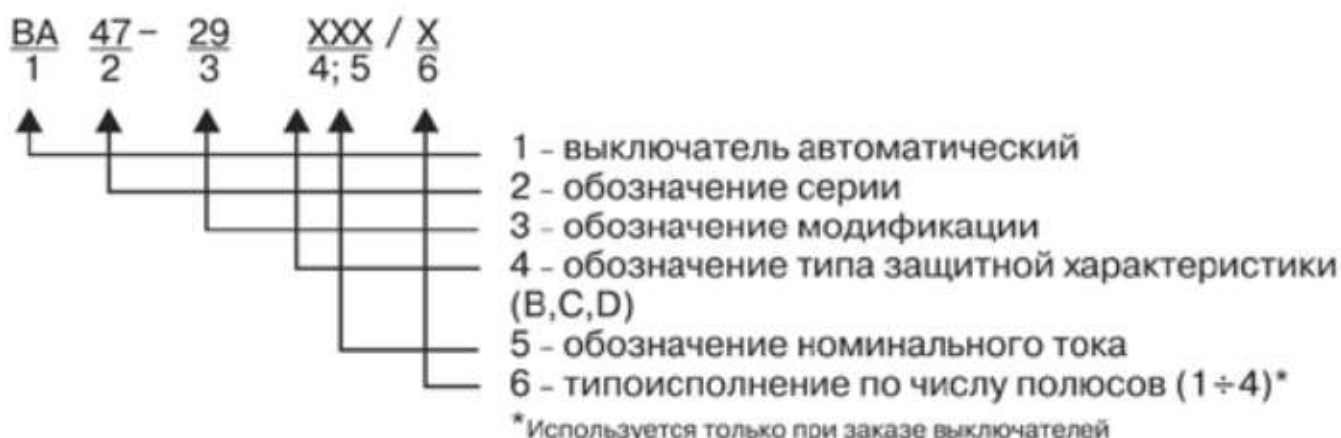 ВА 47- 29 XXX / X
1 2 3 4; 5 6
1 - выключатель автоматический
2 - обозначение серии
3 - обозначение модификации
4 - обозначение типа защитной характеристики
(B,C,D)
5 - обозначение номинального тока
6 - типоисполнение по числу полюсов (1÷4)*
*Используется только при заказе выключателей